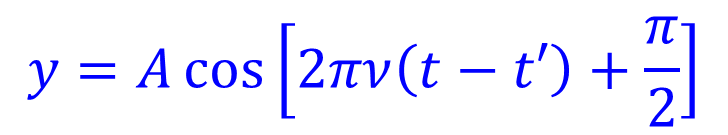 y = A cos [2πν(t − t′) + π/2]